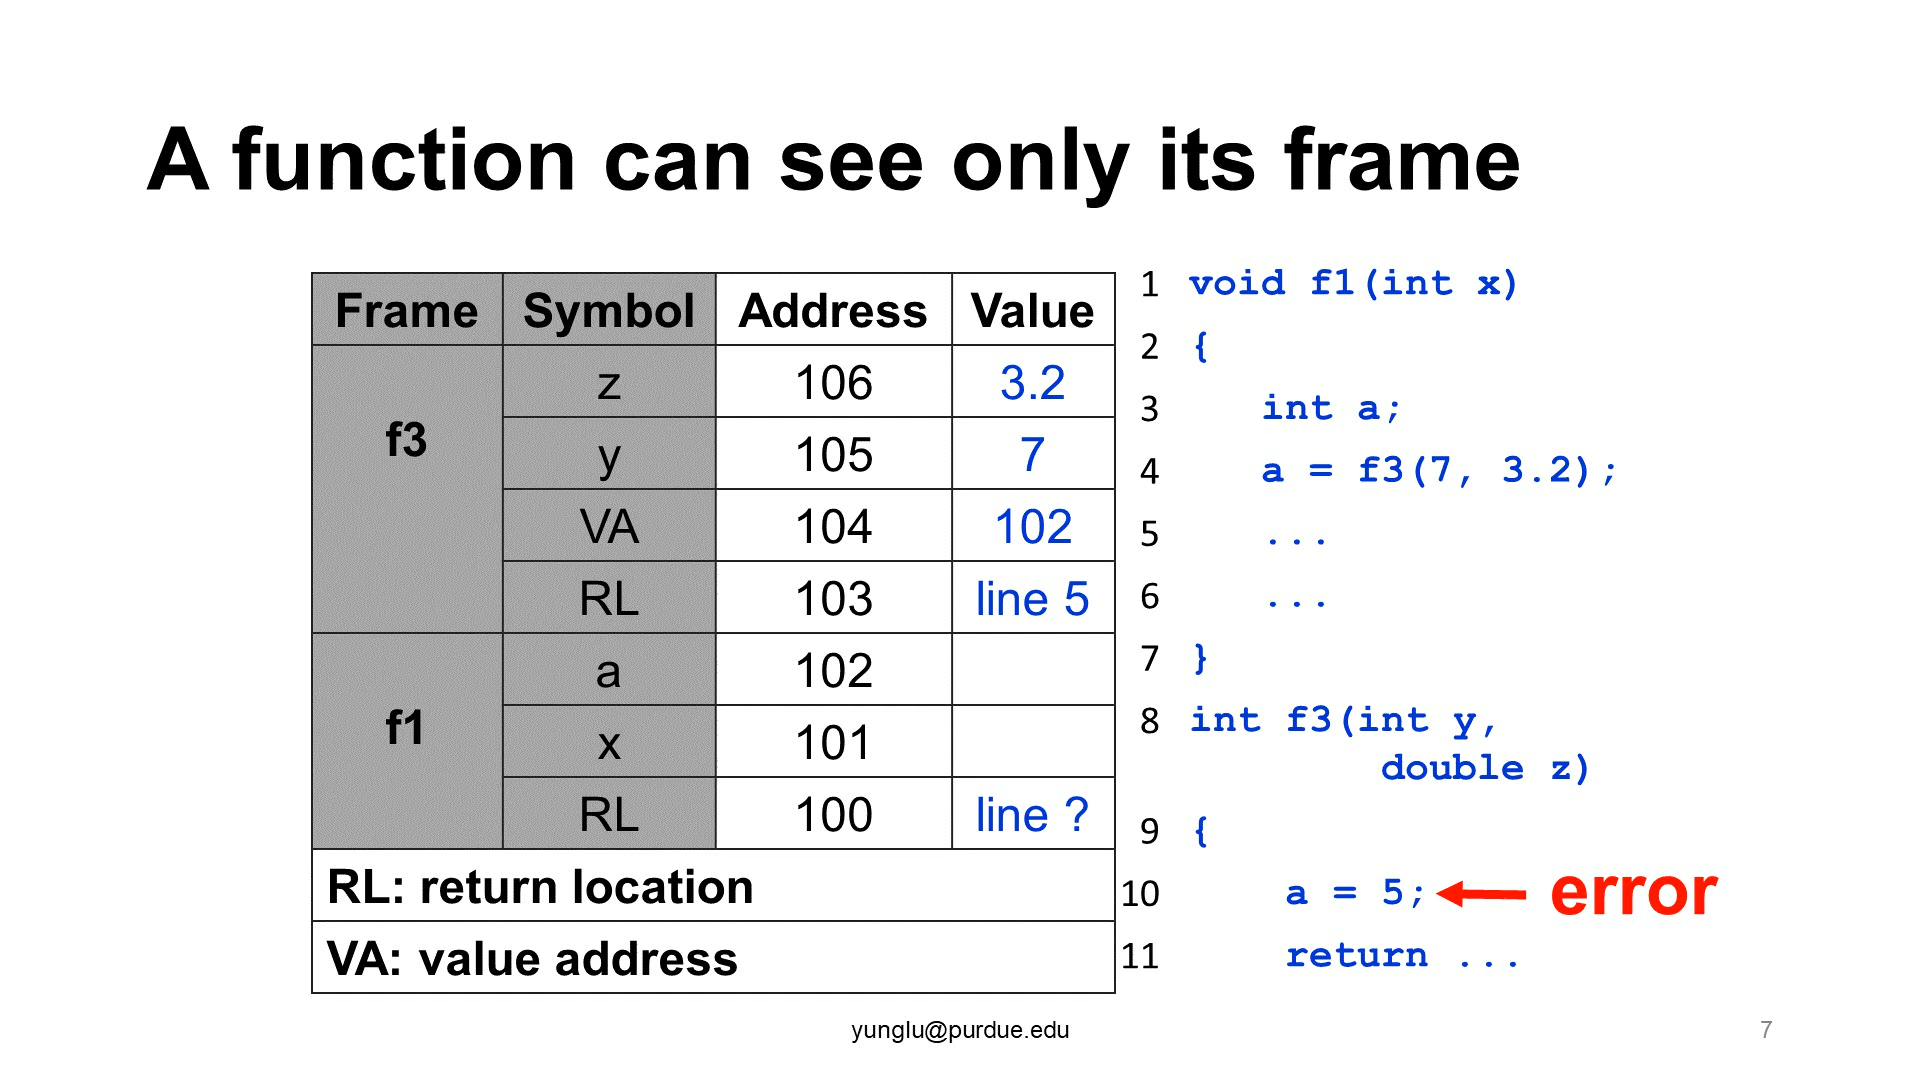 A function can see only its frame
Frame Symbol Address Value
f3
z 106 3.2
y 105 7
VA 104 102
RL 103 line 5
f1
a 102
x 101
RL 100 line ?
RL: return location
VA: value address
1 void f1(int x)
2 {
3 int a;
4 a = f3(7, 3.2);
5 ...
6 ...
7 }
8 int f3(int y,
double z)
9 {
10 a = 5; error
11 return ...
yunglu@purdue.edu
7